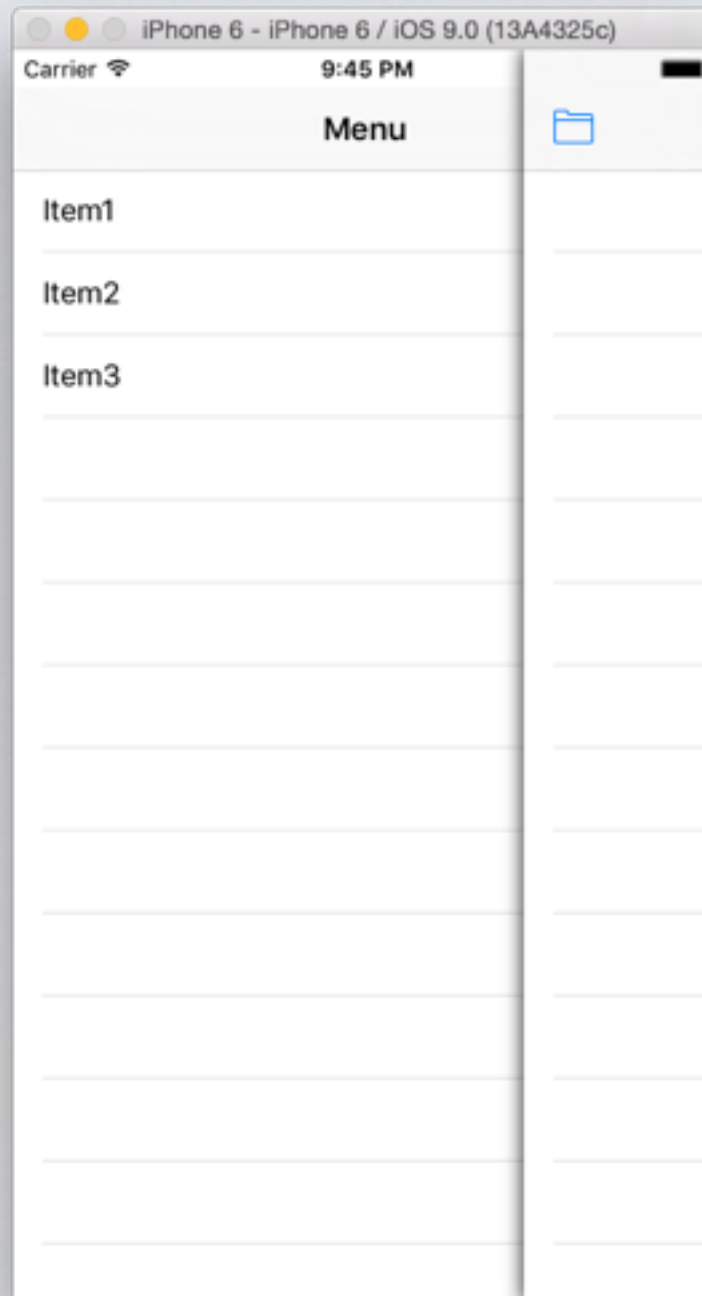 iPhone 6 - iPhone 6 / iOS 9.0 (13A4325c)
Carrier 9:45 PM
Menu
Item1
Item2
Item3